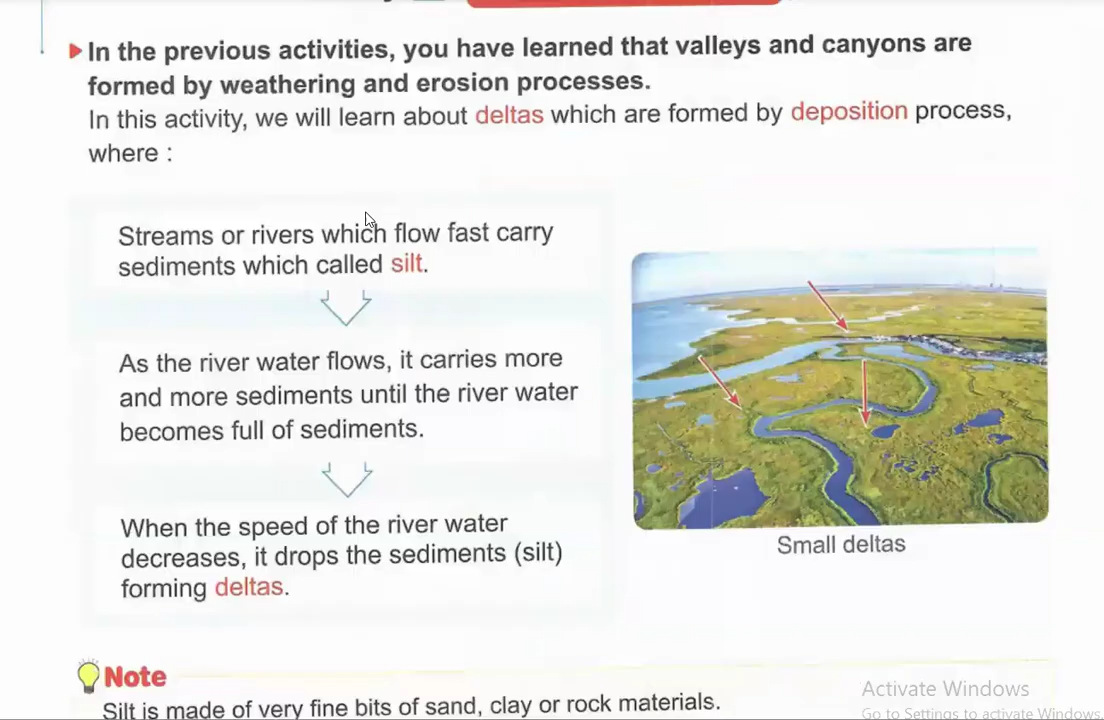 In the previous activities, you have learned that valleys and canyons are
formed by weathering and erosion processes.
In this activity, we will learn about deltas which are formed by deposition process,
where :
Streams or rivers which flow fast carry
sediments which called silt.
As the river water flows, it carries more
and more sediments until the river water
becomes full of sediments.
When the speed of the river water
decreases, it drops the sediments (silt)
forming deltas.
Small deltas
Note
Silt is made of very fine bits of sand, clay or rock materials.
Activate Windows
Go to Settings to activate Windows.